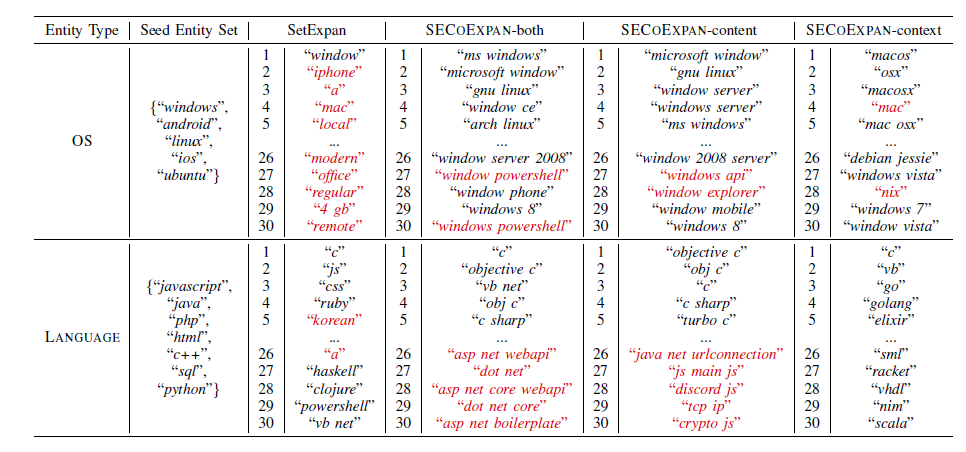 Entity Type Seed Entity Set SetExpan SECOEXPAN-both SECOEXPAN-content SECOEXPAN-context
1 “window” 1 “ms windows” 1 “microsoft window” 1 “macos”
2 “iphone” 2 “microsoft window” 2 “gnu linux” 2 “osx”
3 “a” 3 “gnu linux” 3 “window server” 3 “macosx”
{“windows”, 4 “mac” 4 “window ce” 4 “windows server” 4 “mac”
“android”, 5 “local” 5 “arch linux” 5 “ms windows” 5 “mac osx”
OS “linux”, ... ... ... ...
“ios”, 26 “modern” 26 “window server 2008” 26 “window 2008 server” 26 “debian jessie”
“ubuntu”} 27 “office” 27 “window powershell” 27 “windows api” 27 “windows vista”
28 “regular” 28 “window phone” 28 “window explorer” 28 “nix”
29 “4 gb” 29 “windows 8” 29 “window mobile” 29 “windows 7”
30 “remote” 30 “windows powershell” 30 “windows 8” 30 “window vista”
1 “c” 1 “c” 1 “objective c” 1 “c”
2 “js” 2 “objective c” 2 “obj c” 2 “vb”
{“javascript”, 3 “css” 3 “vb net” 3 “c” 3 “go”
“java”, 4 “ruby” 4 “obj c” 4 “c sharp” 4 “golang”
“php”, 5 “korean” 5 “c sharp” 5 “turbo c” 5 “elixir”
LANGUAGE “html”, ... ... ... ...
“c++”, 26 “a” 26 “asp net webapi” 26 “java net urlconnection” 26 “sml”
“sql”, 27 “haskell” 27 “dot net” 27 “js main js” 27 “racket”
“python”} 28 “clojure” 28 “asp net core webapi” 28 “discord js” 28 “vhdl”
29 “powershell” 29 “dot net core” 29 “tcp ip” 29 “nim”
30 “vb net” 30 “asp net boilerplate” 30 “crypto js” 30 “scala”